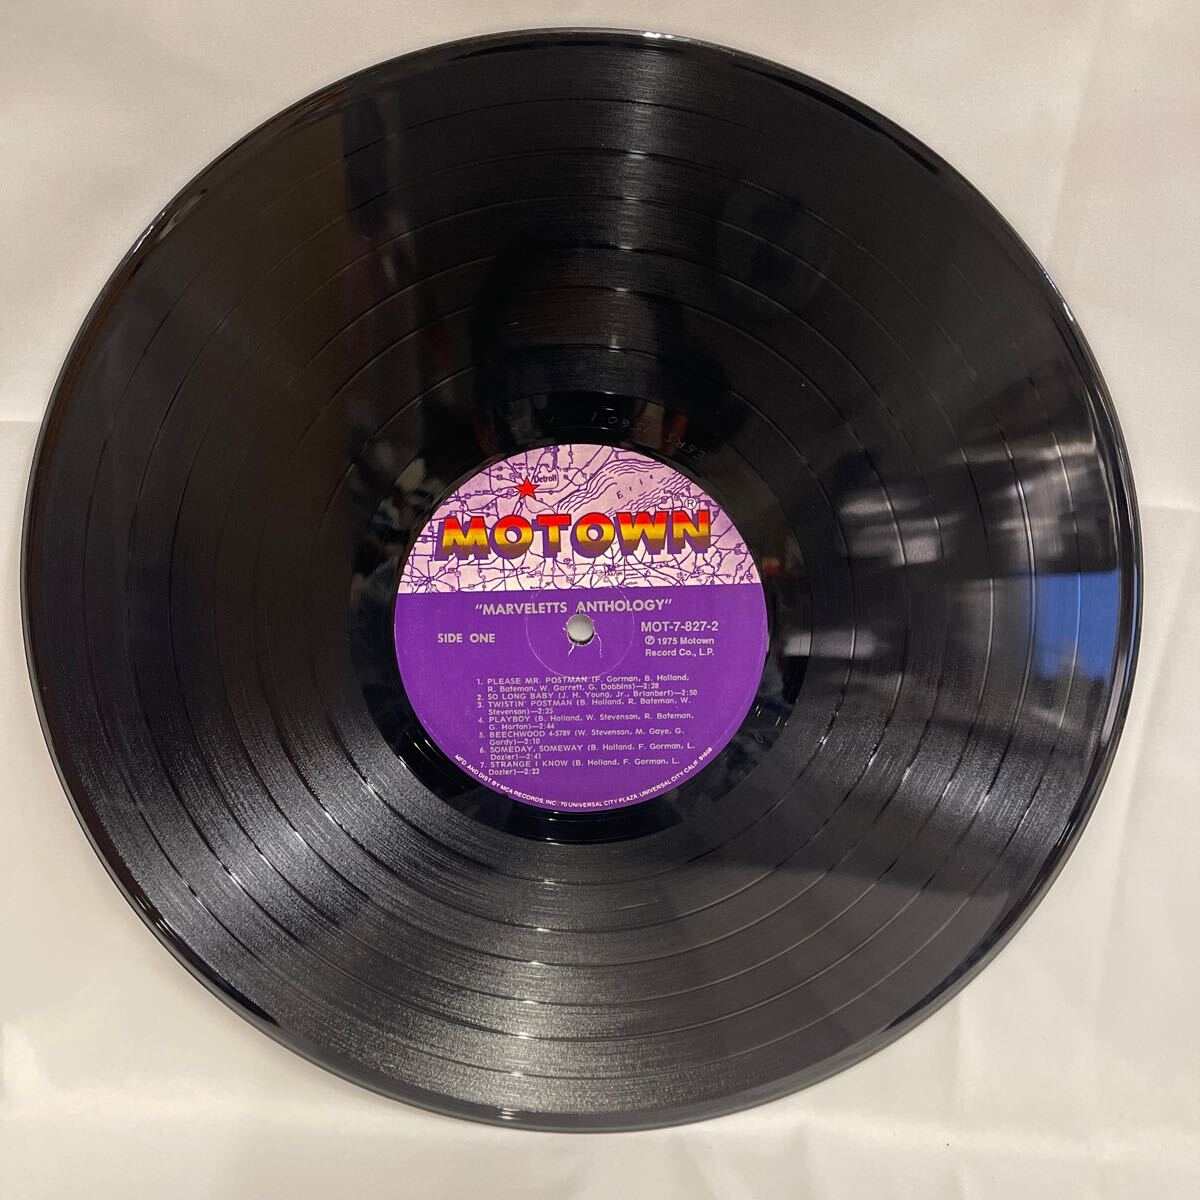 Detroit
Erie
MOTOWN®
"MARVELETTS ANTHOLOGY"
SIDE ONE
MOT-7-827-2
℗ 1975 Motown
Record Co., L.P.
1. PLEASE MR. POSTMAN (F. Gorman, B. Holland,
R. Bateman, W. Garrett, G. Dobbins)—2:28
2. SO LONG BABY (J. H. Young, Jr., Brianbert)—2:50
3. TWISTIN' POSTMAN (B. Holland, R. Bateman, W.
Stevenson)—2:25
4. PLAYBOY (B. Holland, W. Stevenson, R. Bateman,
G. Horton)—2:44
5. BEECHWOOD 4-5789 (W. Stevenson, M. Gaye, G.
Gordy)—2:10
6. SOMEDAY, SOMEWAY (B. Holland, F. Gorman, L.
Dozier)—2:41
7. STRANGE I KNOW (B. Holland, F. Gorman, L.
Dozier)—2:23
MFD. AND DIST. BY MCA RECORDS, INC. 70 UNIVERSAL CITY PLAZA, UNIVERSAL CITY, CALIF. 91608